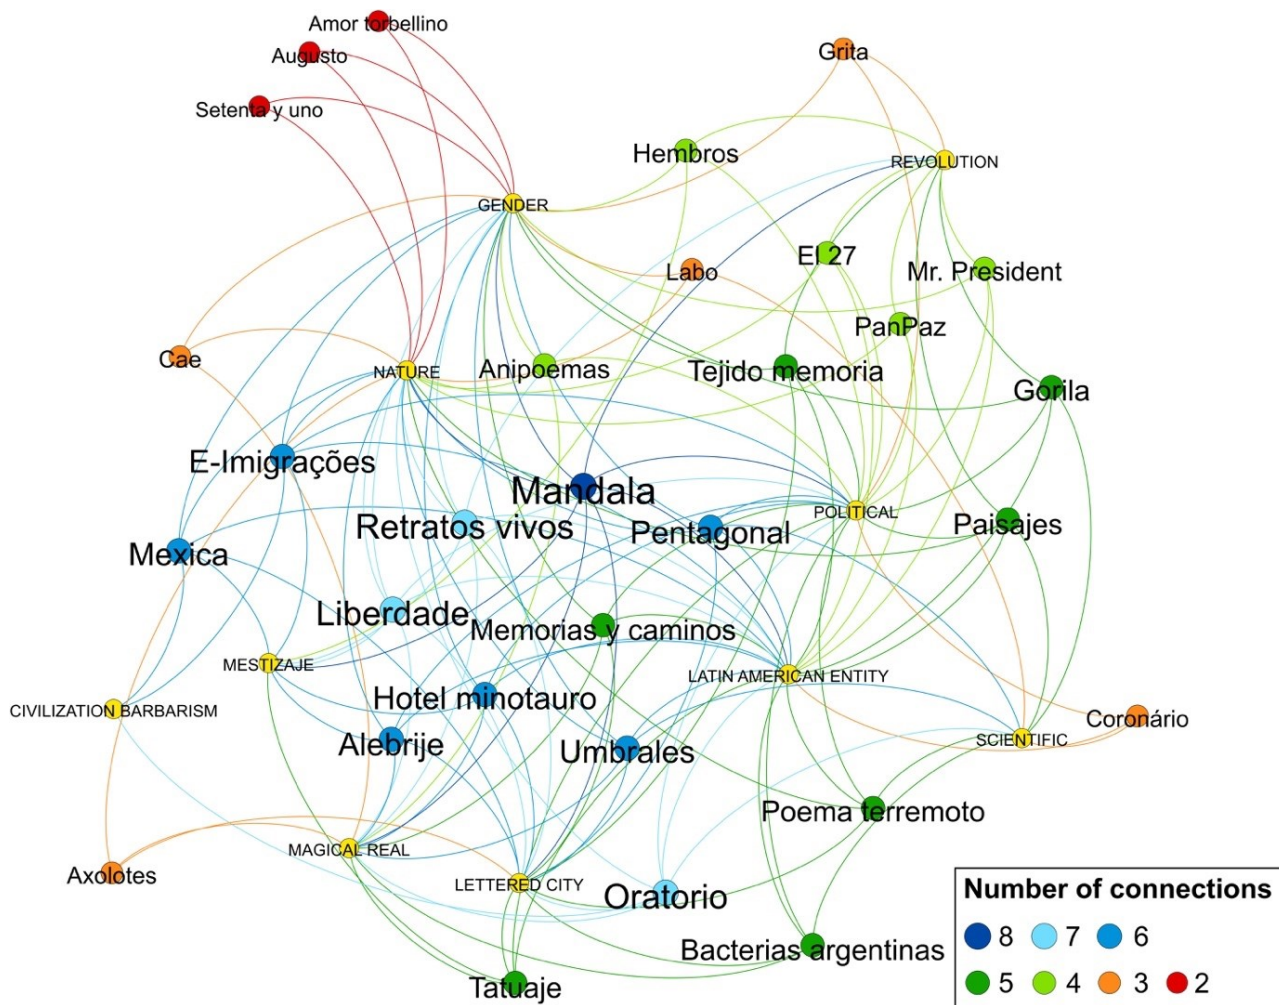 Amor torbellino
Augusto
Grita
Setenta y uno
Hembros
REVOLUTION
GENDER
El 27
Labo
Mr. President
PanPaz
Cae
NATURE
Anipoemas
Tejido memoria
Gorila
E-Imigrações
Mandala
Retratos vivos
Pentagonal
POLITICAL
Paisajes
Mexica
Liberdade
Memorias y caminos
MESTIZAJE
LATIN AMERICAN ENTITY
Hotel minotauro
CIVILIZATION BARBARISM
Coronário
Alebrije
Umbrales
SCIENTIFIC
Poema terremoto
MAGICAL REAL
Axolotes
LETTERED CITY
Oratorio
Bacterias argentinas
Tatuaje
Number of connections
8 7 6
5 4 3 2